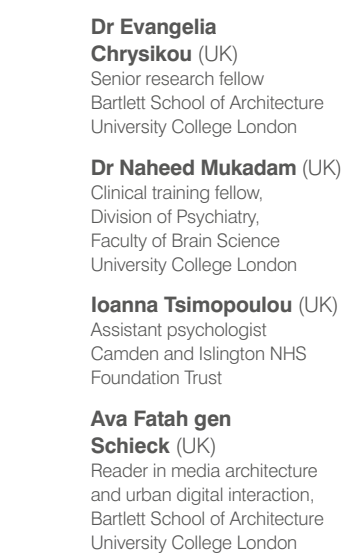 Dr Evangelia
Chrysikou (UK)
Senior research fellow
Bartlett School of Architecture
University College London
Dr Naheed Mukadam (UK)
Clinical training fellow,
Division of Psychiatry,
Faculty of Brain Science
University College London
Ioanna Tsimopoulou (UK)
Assistant psychologist
Camden and Islington NHS
Foundation Trust
Ava Fatah gen
Schieck (UK)
Reader in media architecture
and urban digital interaction,
Bartlett School of Architecture
University College London